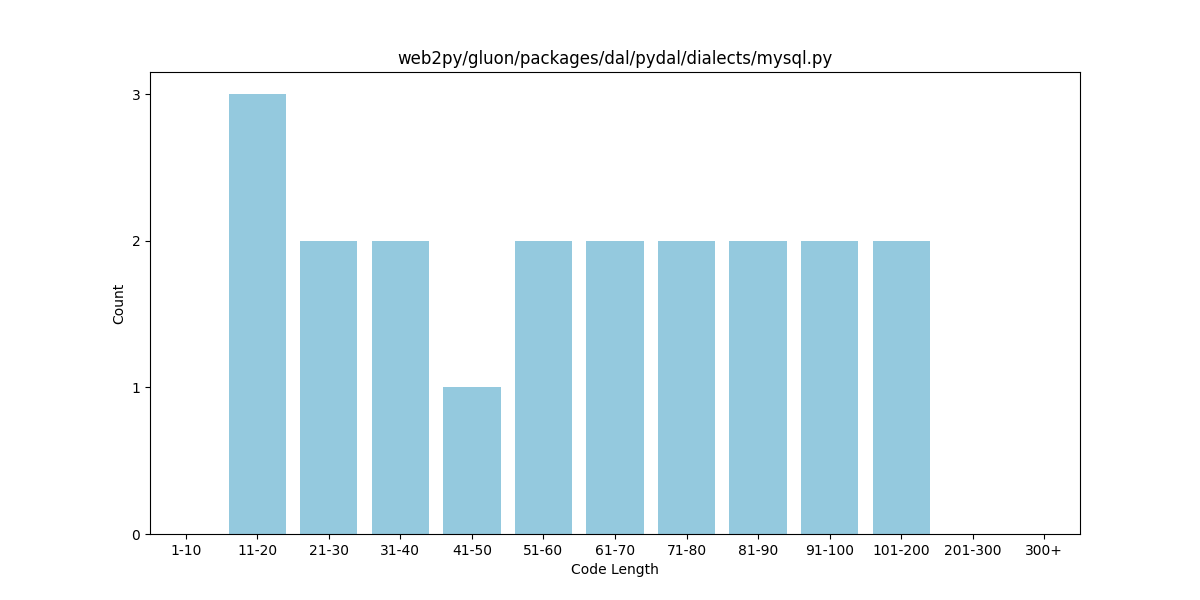 web2py/gluon/packages/dal/pydal/dialects/mysql.py
3
2
1
0
Count
1-10 11-20 21-30 31-40 41-50 51-60 61-70 71-80 81-90 91-100 101-200 201-300 300+
Code Length